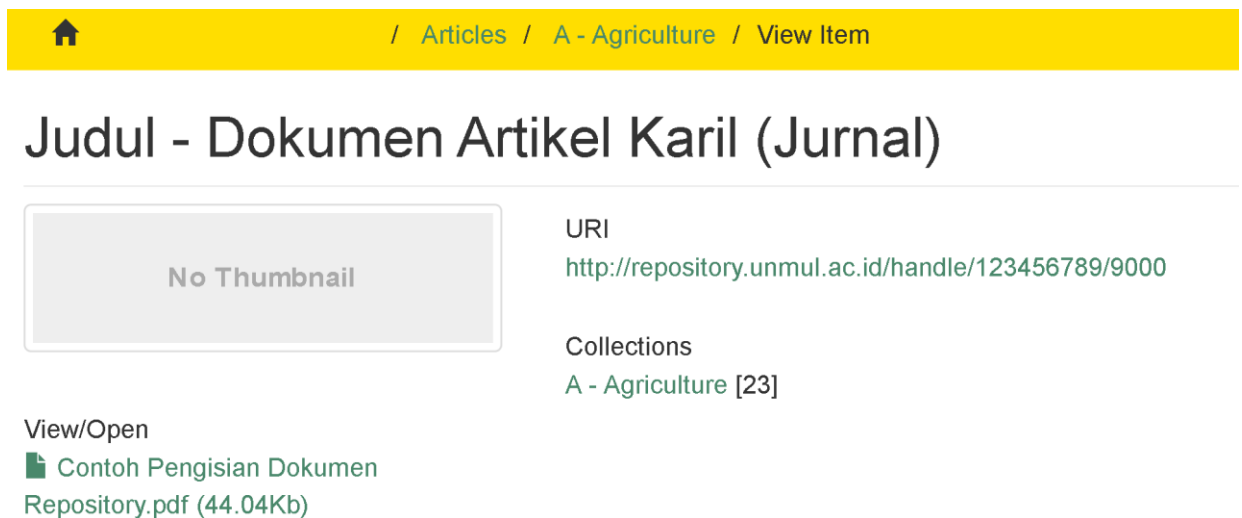 / Articles / A - Agriculture / View Item
Judul - Dokumen Artikel Karil (Jurnal)
No Thumbnail
URI
http://repository.unmul.ac.id/handle/123456789/9000
Collections
A - Agriculture [23]
View/Open
Contoh Pengisian Dokumen
Repository.pdf (44.04Kb)